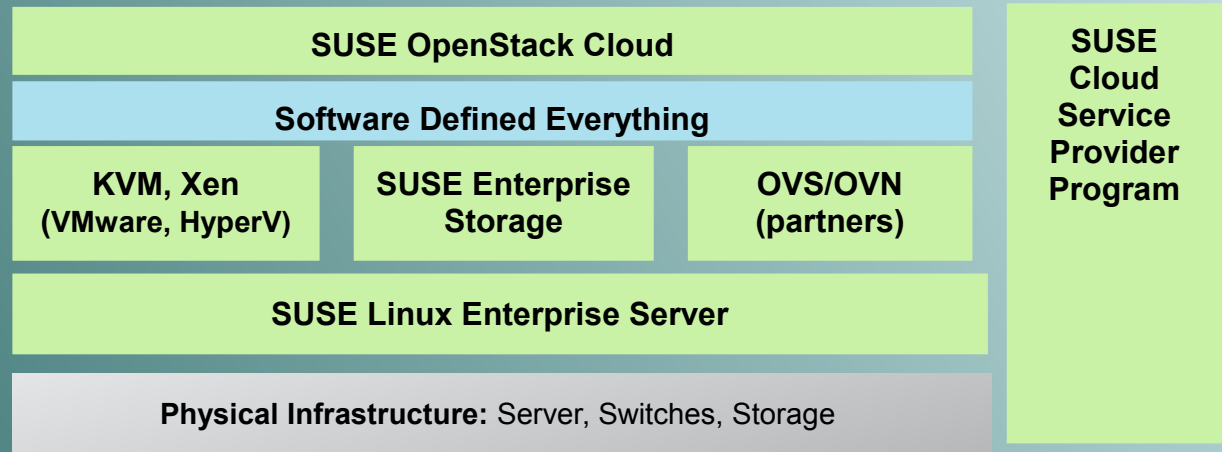 SUSE OpenStack Cloud
Software Defined Everything
KVM, Xen
(VMware, HyperV)
SUSE Enterprise
Storage
OVS/OVN
(partners)
SUSE Linux Enterprise Server
Physical Infrastructure: Server, Switches, Storage
SUSE
Cloud
Service
Provider
Program